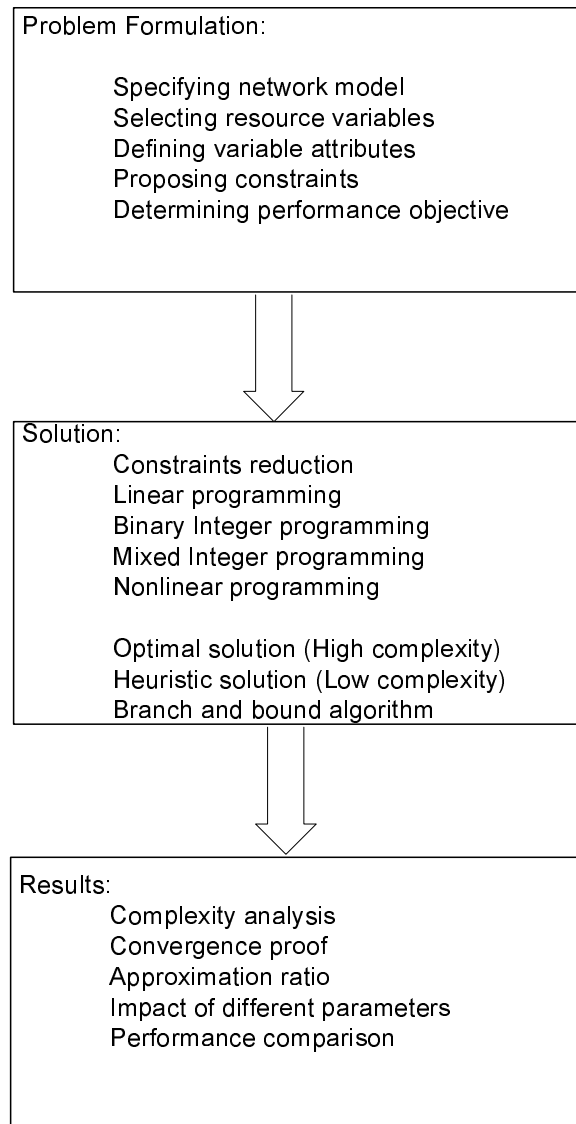 Problem Formulation:
Specifying network model
Selecting resource variables
Defining variable attributes
Proposing constraints
Determining performance objective
Solution:
Constraints reduction
Linear programming
Binary Integer programming
Mixed Integer programming
Nonlinear programming
Optimal solution (High complexity)
Heuristic solution (Low complexity)
Branch and bound algorithm
Results:
Complexity analysis
Convergence proof
Approximation ratio
Impact of different parameters
Performance comparison